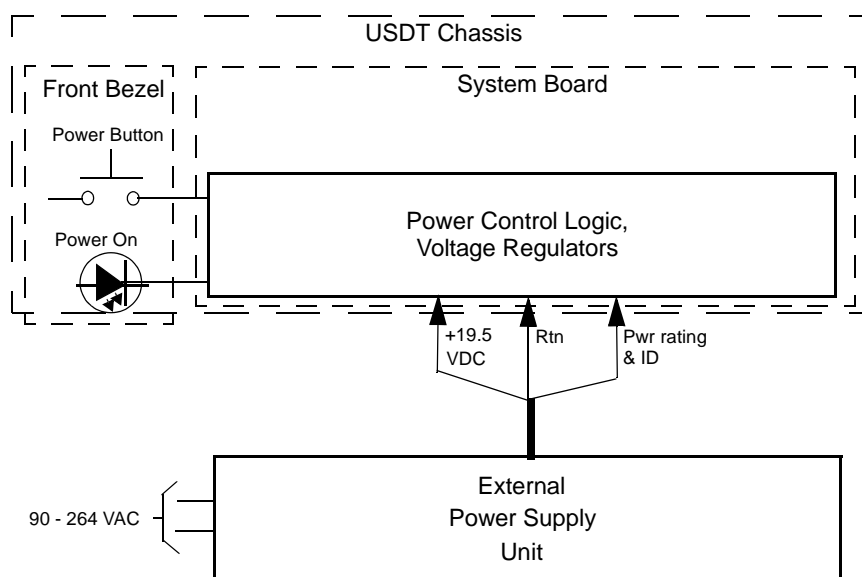 USDT Chassis
Front Bezel
System Board
Power Button
Power Control Logic,
Voltage Regulators
Power On
+19.5
VDC
Rtn
Pwr rating
& ID
90 - 264 VAC
External
Power Supply
Unit